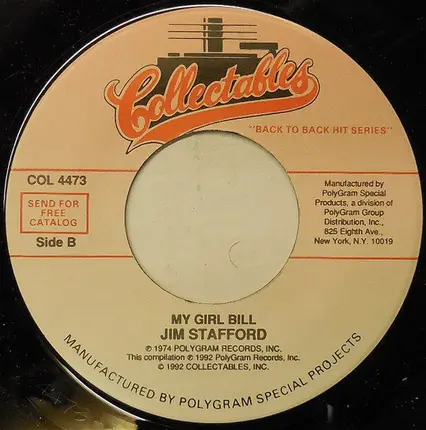 Collectables
"BACK TO BACK HIT SERIES"
COL 4473
SEND FOR
FREE
CATALOG
Side B
Manufactured by
PolyGram Special
Products, a division of
PolyGram Group
Distribution, Inc.,
825 Eighth Ave.,
New York, N.Y. 10019
MY GIRL BILL
JIM STAFFORD
℗ 1974 POLYGRAM RECORDS, INC.
This compilation ℗ 1992 PolyGram Records, Inc.
© 1992 COLLECTABLES, INC.
MANUFACTURED BY POLYGRAM SPECIAL PROJECTS